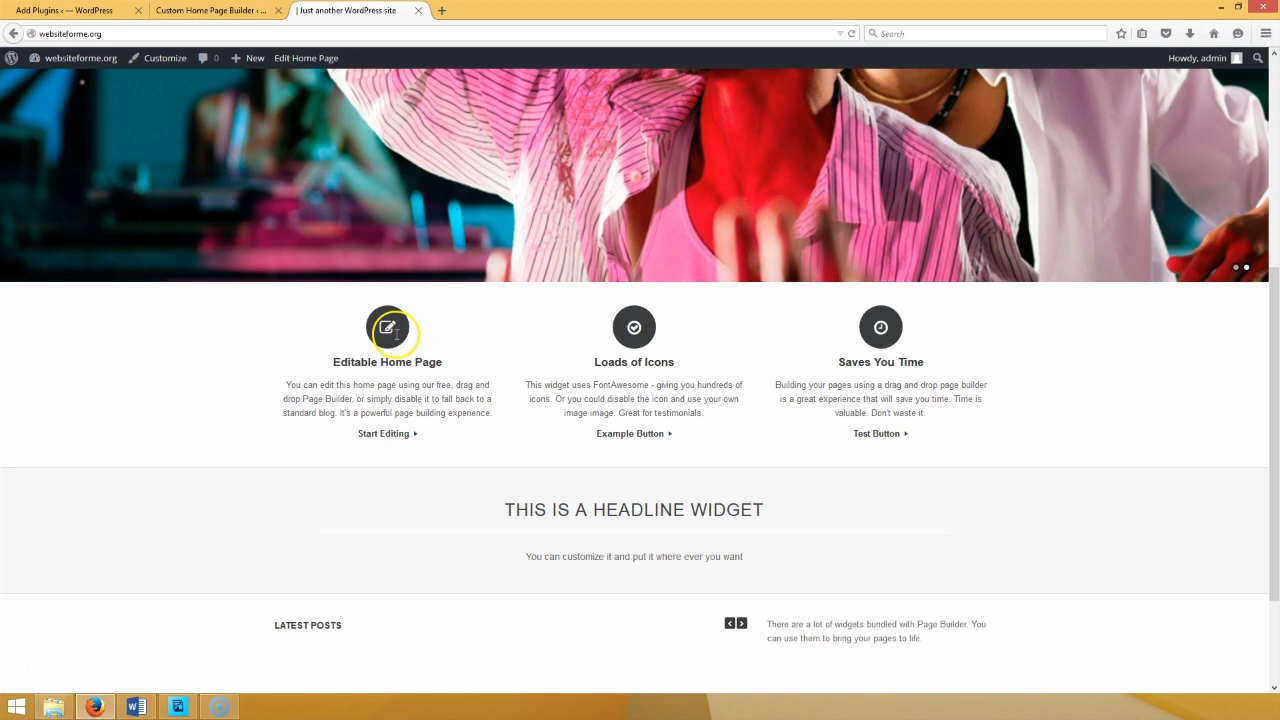 Add Plugins ‹ — WordPress
Custom Home Page Builder ‹ ...
| Just another WordPress site
websiteforme.org
Search
websiteforme.org
Customize
0
New
Edit Home Page
Howdy, admin
Editable Home Page
You can edit this home page using our free, drag and
drop Page Builder, or simply disable it to fall back to a
standard blog. It's a powerful page building experience.
Start Editing
Loads of Icons
This widget uses FontAwesome - giving you hundreds of
icons. Or you could disable the icon and use your own
image image. Great for testimonials.
Example Button
Saves You Time
Building your pages using a drag and drop page builder
is a great experience that will save you time. Time is
valuable. Don't waste it.
Test Button
THIS IS A HEADLINE WIDGET
You can customize it and put it where ever you want
LATEST POSTS
There are a lot of widgets bundled with Page Builder. You
can use them to bring your pages to life.